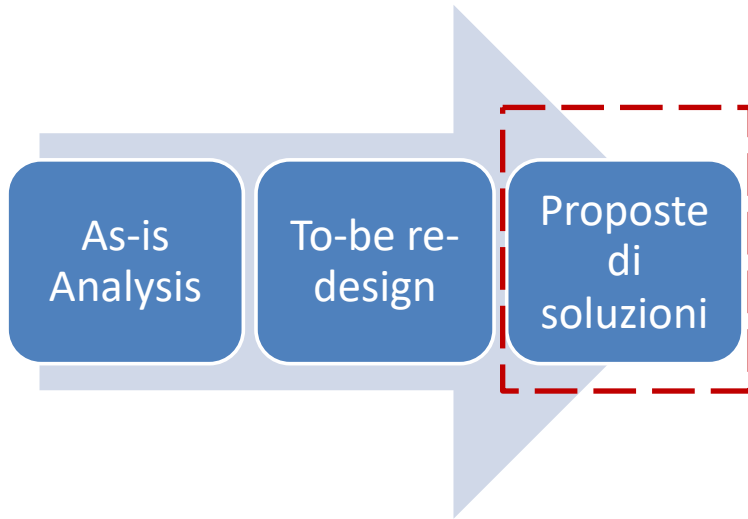 As-is
Analysis
To-be re-
design
Proposte
di
soluzioni